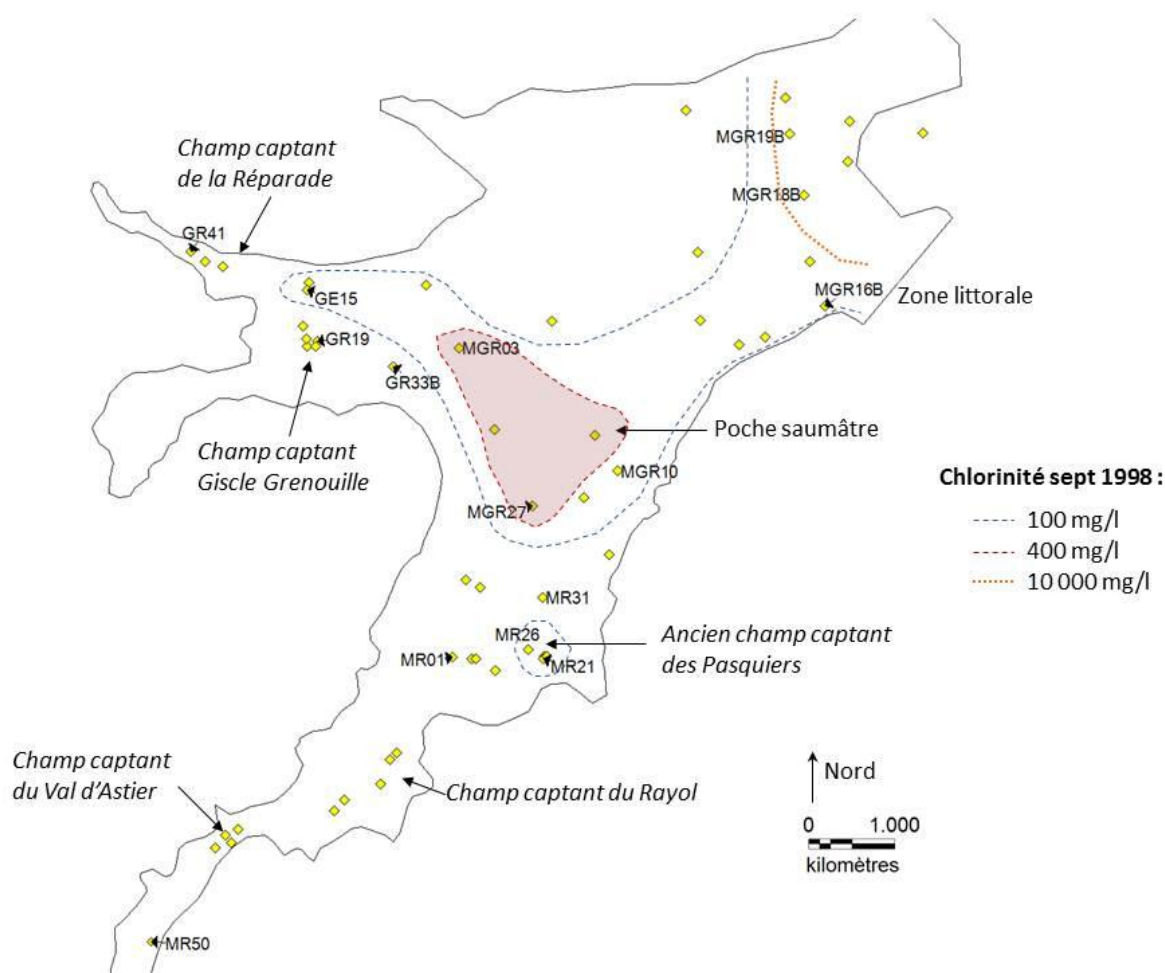 MGR19B
Champ captant
de la Réparade
MGR18B
GR41
GE15
MGR16B
Zone littorale
GR19
MGR03
GR33B
Champ captant
Giscle Grenouille
Poche saumâtre
MGR10
MGR27
Chlorinité sept 1998 :
100 mg/l
400 mg/l
10 000 mg/l
MR31
MR26
Ancien champ captant
des Pasquiers
MR01
MR21
Champ captant
du Val d'Astier
Champ captant du Rayol
Nord
0 1.000
kilomètres
MR50